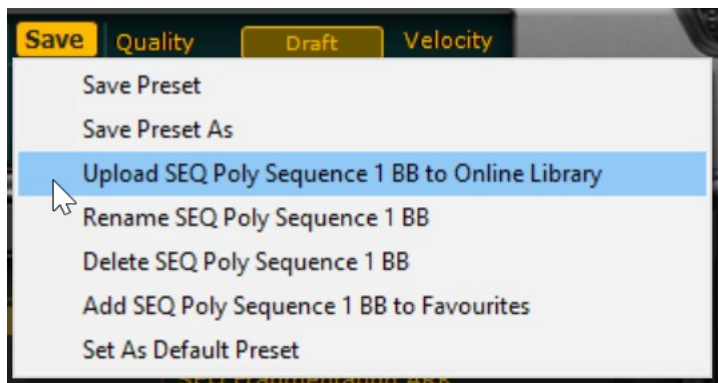 Save Quality Draft Velocity
Save Preset
Save Preset As
Upload SEQ Poly Sequence 1 BB to Online Library
Rename SEQ Poly Sequence 1 BB
Delete SEQ Poly Sequence 1 BB
Add SEQ Poly Sequence 1 BB to Favourites
Set As Default Preset